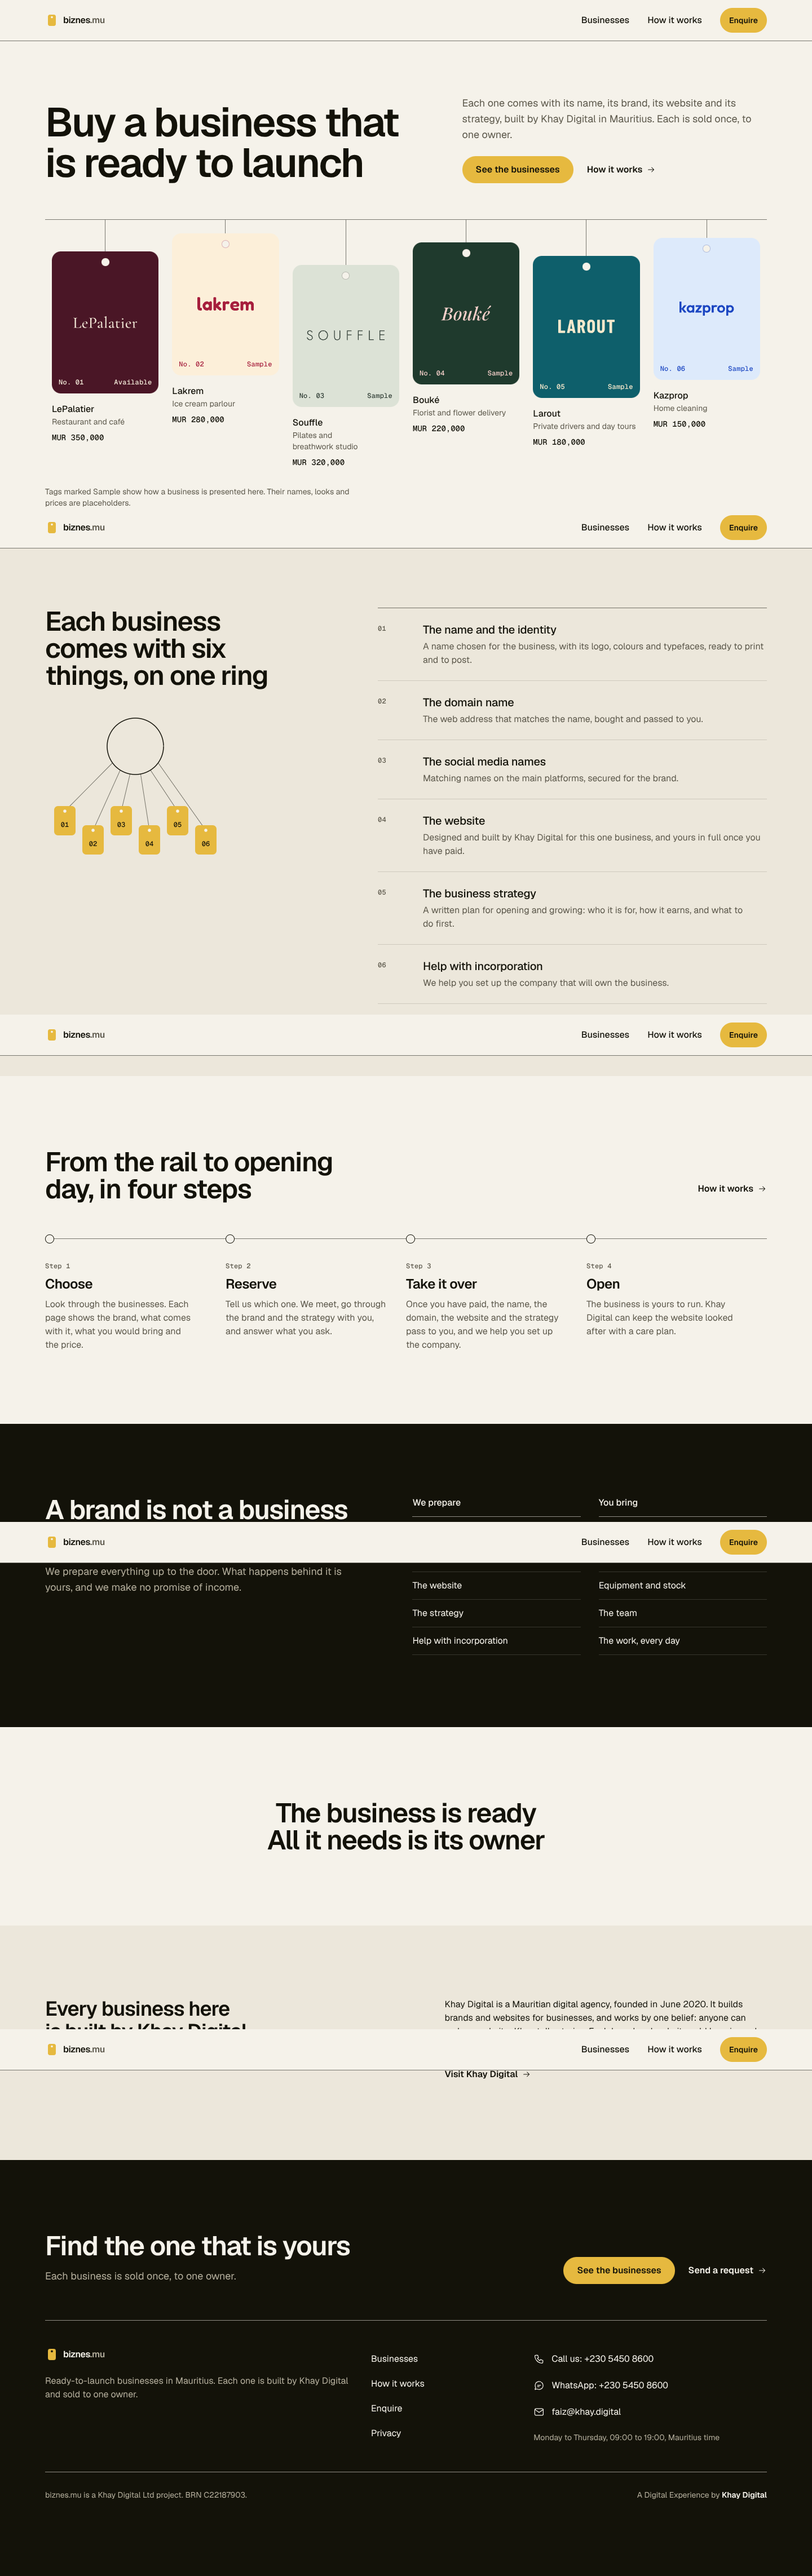 biznes.mu
Businesses
How it works
Enquire
Buy a business that
is ready to launch
Each one comes with its name, its brand, its website and its
strategy, built by Khay Digital in Mauritius. Each is sold once, to
one owner.
See the businesses
How it works →
LePalatier
No. 01 Available
LePalatier
Restaurant and café
MUR 350,000
lakrem
No. 02 Sample
Lakrem
Ice cream parlour
MUR 280,000
SOUFFLE
No. 03 Sample
Souffle
Pilates and
breathwork studio
MUR 320,000
Bouké
No. 04 Sample
Bouké
Florist and flower delivery
MUR 220,000
LAROUT
No. 05 Sample
Larout
Private drivers and day tours
MUR 180,000
kazprop
No. 06 Sample
Kazprop
Home cleaning
MUR 150,000
Tags marked Sample show how a business is presented here. Their names, looks and
prices are placeholders.
biznes.mu
Businesses
How it works
Enquire
Each business
comes with six
things, on one ring
01
02
03
04
05
06
01
The name and the identity
A name chosen for the business, with its logo, colours and typefaces, ready to print
and to post.
02
The domain name
The web address that matches the name, bought and passed to you.
03
The social media names
Matching names on the main platforms, secured for the brand.
04
The website
Designed and built by Khay Digital for this one business, and yours in full once you
have paid.
05
The business strategy
A written plan for opening and growing: who it is for, how it earns, and what to
do first.
06
Help with incorporation
We help you set up the company that will own the business.
biznes.mu
Businesses
How it works
Enquire
From the rail to opening
day, in four steps
How it works →
Step 1
Choose
Look through the businesses. Each
page shows the brand, what comes
with it, what you would bring and
the price.
Step 2
Reserve
Tell us which one. We meet, go through
the brand and the strategy with you,
and answer what you ask.
Step 3
Take it over
Once you have paid, the name, the
domain, the website and the strategy
pass to you, and we help you set up
the company.
Step 4
Open
The business is yours to run. Khay
Digital can keep the website looked
after with a care plan.
A brand is not a business
We prepare
You bring
biznes.mu
Businesses
How it works
Enquire
We prepare everything up to the door. What happens behind it is
yours, and we make no promise of income.
The website
Equipment and stock
The strategy
The team
Help with incorporation
The work, every day
The business is ready
All it needs is its owner
Every business here
is built by Khay Digital
Khay Digital is a Mauritian digital agency, founded in June 2020. It builds
brands and websites for businesses, and works by one belief: anyone can
biznes.mu
Businesses
How it works
Enquire
Visit Khay Digital →
Find the one that is yours
Each business is sold once, to one owner.
See the businesses
Send a request →
biznes.mu
Ready-to-launch businesses in Mauritius. Each one is built by Khay Digital
and sold to one owner.
Businesses
How it works
Enquire
Privacy
Call us: +230 5450 8600
WhatsApp: +230 5450 8600
faiz@khay.digital
Monday to Thursday, 09:00 to 19:00, Mauritius time
biznes.mu is a Khay Digital Ltd project. BRN C22187903.
A Digital Experience by Khay Digital